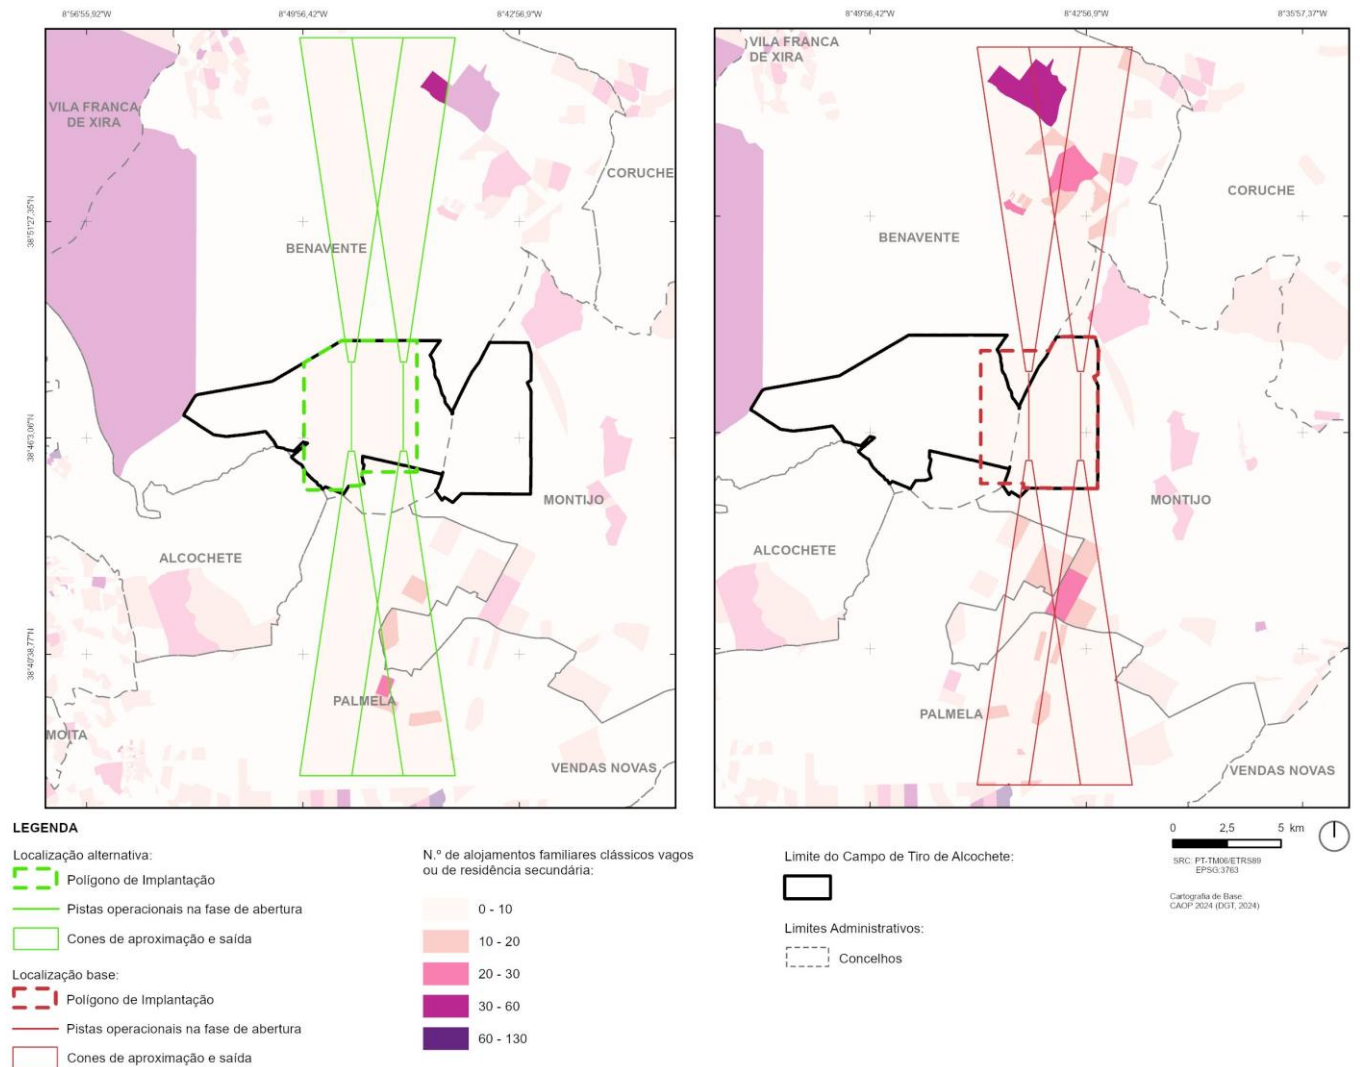 8°56'55,92"W
8°49'56,42"W
8°42'56,9"W
8°49'56,42"W
8°42'56,9"W
8°35'57,37"W
38°51'27,35"N
38°46'3,06"N
38°40'38,77"N
VILA FRANCA
DE XIRA
CORUCHE
BENAVENTE
MONTIJO
ALCOCHETE
PALMELA
MOITA
VENDAS NOVAS
VILA FRANCA
DE XIRA
CORUCHE
BENAVENTE
MONTIJO
ALCOCHETE
PALMELA
VENDAS NOVAS
LEGENDA
Localização alternativa:
Polígono de Implantação
Pistas operacionais na fase de abertura
Cones de aproximação e saída
Localização base:
Polígono de Implantação
Pistas operacionais na fase de abertura
Cones de aproximação e saída
N.º de alojamentos familiares clássicos vagos
ou de residência secundária:
0 - 10
10 - 20
20 - 30
30 - 60
60 - 130
Limite do Campo de Tiro de Alcochete:
Limites Administrativos:
Concelhos
0 2,5 5 km
SRC: PT-TM06/ETRS89
EPSG:3763
Cartografia de Base:
CAOP 2024 (DGT, 2024)